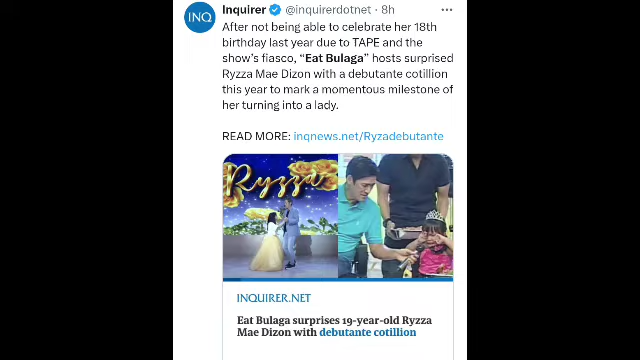 INQ
Inquirer @inquirerdotnet · 8h
After not being able to celebrate her 18th
birthday last year due to TAPE and the
show's fiasco, “Eat Bulaga” hosts surprised
Ryzza Mae Dizon with a debutante cotillion
this year to mark a momentous milestone of
her turning into a lady.
READ MORE: inqnews.net/Ryzadebutante
Ryzza
INQUIRER.NET
Eat Bulaga surprises 19-year-old Ryzza
Mae Dizon with debutante cotillion